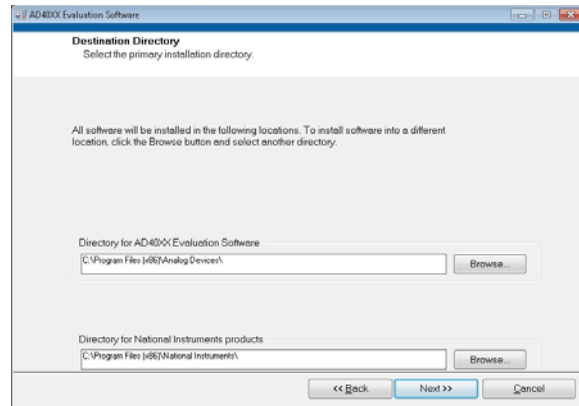 AD40XX Evaluation Software
Destination Directory
Select the primary installation directory.
All software will be installed in the following locations. To install software into a different
location, click the Browse button and select another directory.
Directory for AD40XX Evaluation Software
C:\Program Files (x86)\Analog Devices\
Browse...
Directory for National Instruments products
C:\Program Files (x86)\National Instruments\
Browse...
<< Back
Next >>
Cancel